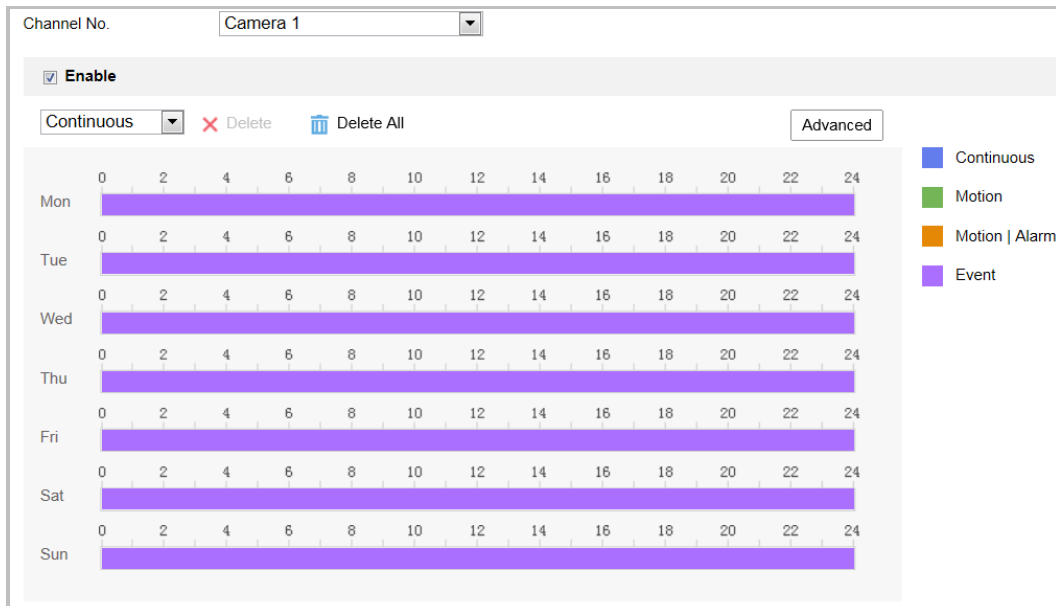 Channel No. Camera 1
Enable
Continuous Delete Delete All Advanced
Continuous
Motion
Motion | Alarm
Event
0 2 4 6 8 10 12 14 16 18 20 22 24
Mon
0 2 4 6 8 10 12 14 16 18 20 22 24
Tue
0 2 4 6 8 10 12 14 16 18 20 22 24
Wed
0 2 4 6 8 10 12 14 16 18 20 22 24
Thu
0 2 4 6 8 10 12 14 16 18 20 22 24
Fri
0 2 4 6 8 10 12 14 16 18 20 22 24
Sat
0 2 4 6 8 10 12 14 16 18 20 22 24
Sun